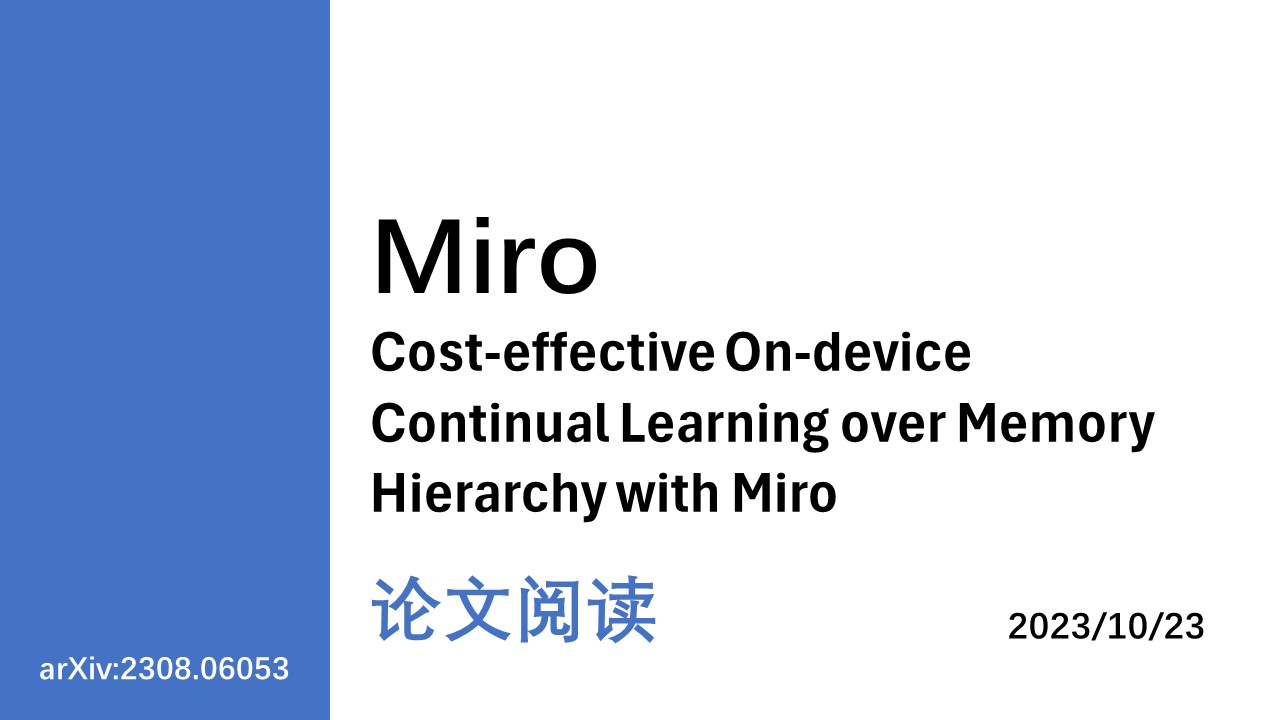 Miro
Cost-effective On-device
Continual Learning over Memory
Hierarchy with Miro
论文阅读
2023/10/23
arXiv:2308.06053